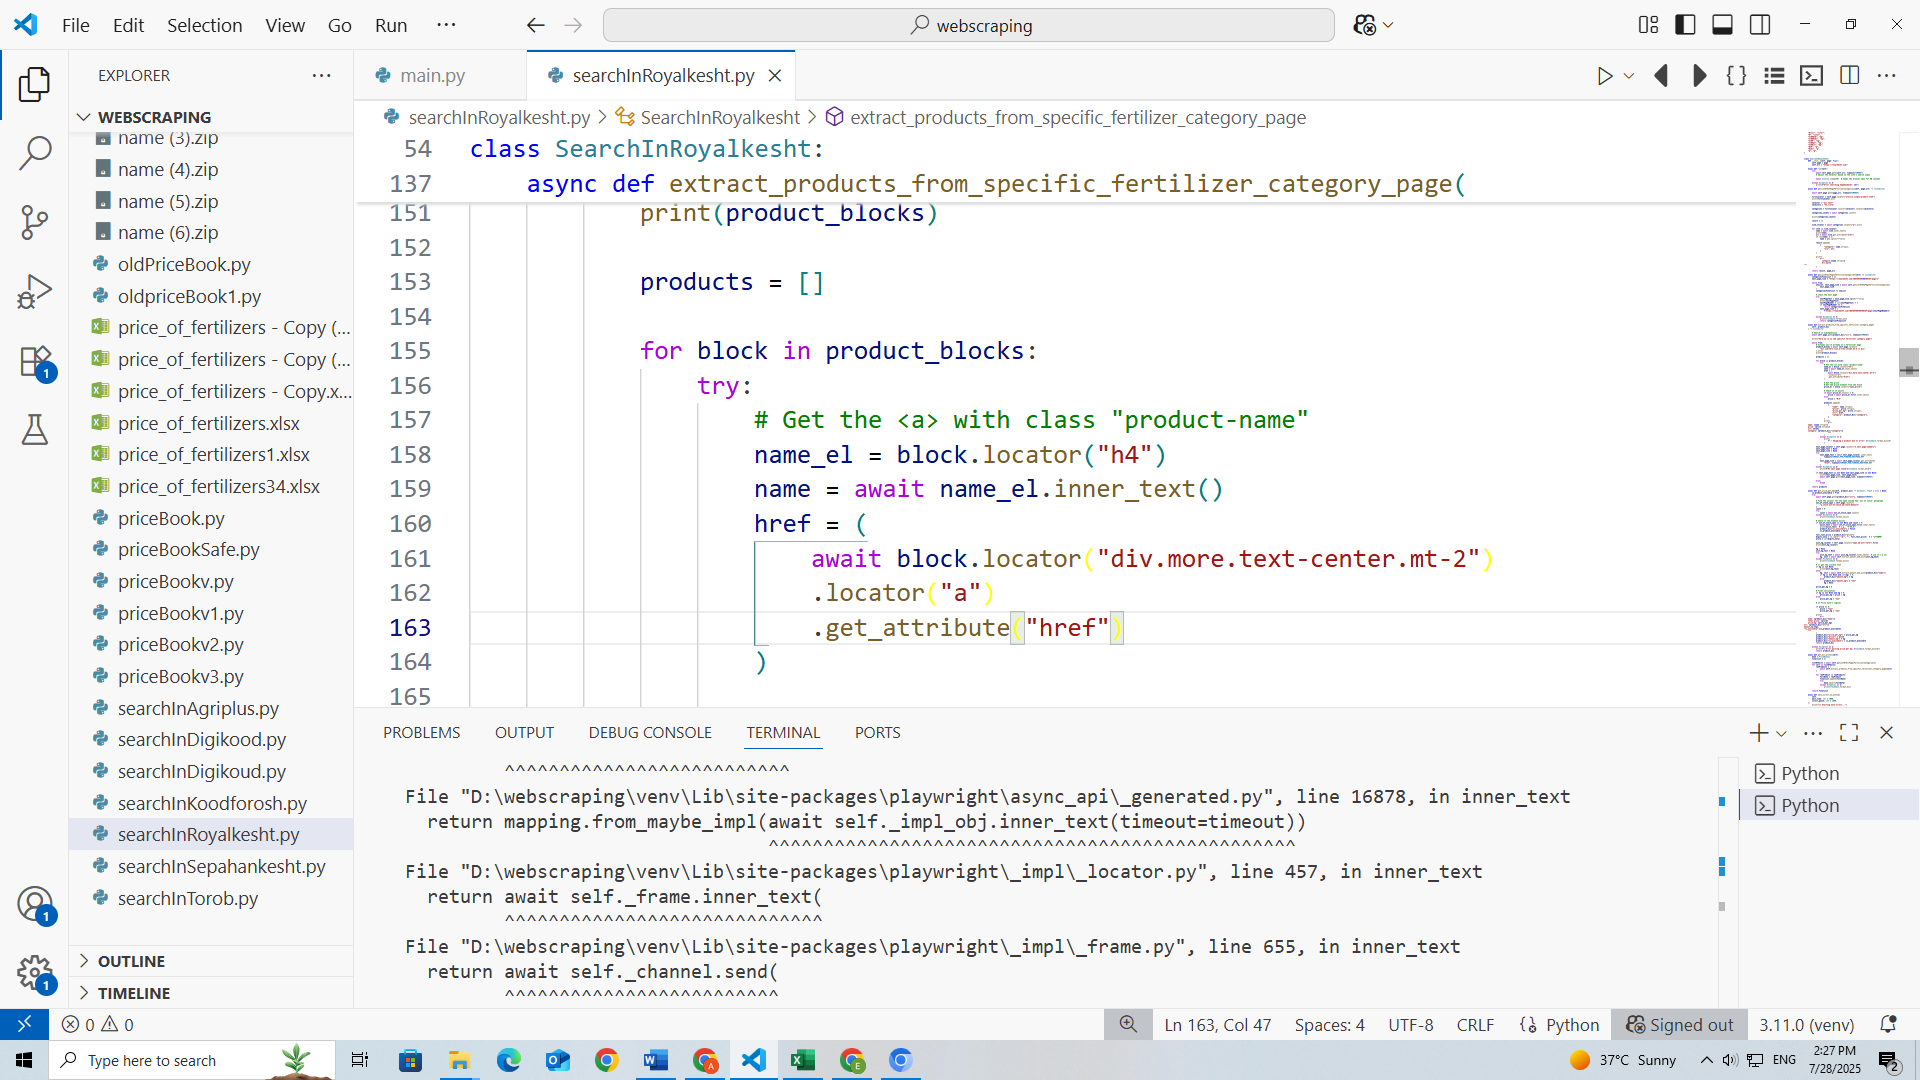 File Edit Selection View Go Run ···
webscraping
EXPLORER
main.py
searchInRoyalkesht.py
WEBSCRAPING
searchInRoyalkesht.py > SearchInRoyalkesht > extract_products_from_specific_fertilizer_category_page
name (3).zip
name (4).zip
name (5).zip
name (6).zip
oldPriceBook.py
oldpriceBook1.py
price_of_fertilizers - Copy (...
price_of_fertilizers - Copy (...
price_of_fertilizers - Copy.x...
price_of_fertilizers.xlsx
price_of_fertilizers1.xlsx
price_of_fertilizers34.xlsx
priceBook.py
priceBookSafe.py
priceBookv.py
priceBookv1.py
priceBookv2.py
priceBookv3.py
searchInAgriplus.py
searchInDigikood.py
searchInDigikoud.py
searchInKoodforosh.py
searchInRoyalkesht.py
searchInSepahankesht.py
searchInTorob.py
OUTLINE
TIMELINE
54 class SearchInRoyalkesht:
137 async def extract_products_from_specific_fertilizer_category_page(
151 print(product_blocks)
152
153 products = []
154
155 for block in product_blocks:
156 try:
157 # Get the <a> with class "product-name"
158 name_el = block.locator("h4")
159 name = await name_el.inner_text()
160 href = (
161 await block.locator("div.more.text-center.mt-2")
162 .locator("a")
163 .get_attribute("href")
164 )
165
PROBLEMS OUTPUT DEBUG CONSOLE TERMINAL PORTS
^^^^^^^^^^^^^^^^^^^^^^^^^^
File "D:\webscraping\venv\Lib\site-packages\playwright\async_api\_generated.py", line 16878, in inner_text
return mapping.from_maybe_impl(await self._impl_obj.inner_text(timeout=timeout))
^^^^^^^^^^^^^^^^^^^^^^^^^^^^^^^^^^^^^^^^^^^^^^^^
File "D:\webscraping\venv\Lib\site-packages\playwright\_impl\_locator.py", line 457, in inner_text
return await self._frame.inner_text(
^^^^^^^^^^^^^^^^^^^^^^^^^^^^^
File "D:\webscraping\venv\Lib\site-packages\playwright\_impl\_frame.py", line 655, in inner_text
return await self._channel.send(
^^^^^^^^^^^^^^^^^^^^^^^^^
Python
Python
1
1
1
0 0
Ln 163, Col 47 Spaces: 4 UTF-8 CRLF {} Python Signed out 3.11.0 (venv)
Type here to search
37°C Sunny
ENG
2:27 PM
7/28/2025
2